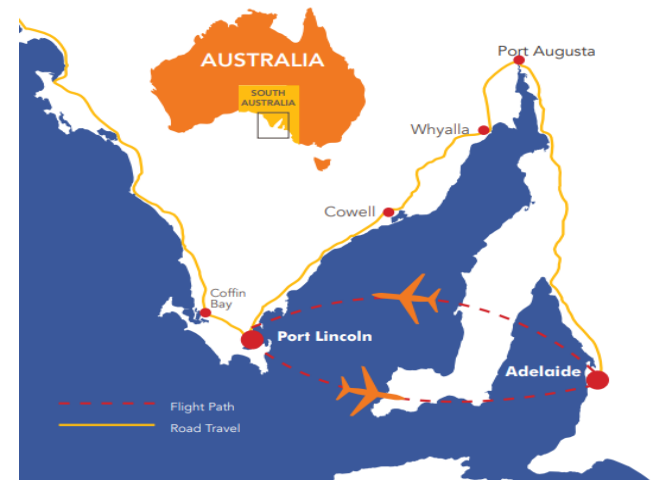 Port Augusta
AUSTRALIA
SOUTH
AUSTRALIA
Whyalla
Cowell
Coffin
Bay
Port Lincoln
Adelaide
Flight Path
Road Travel